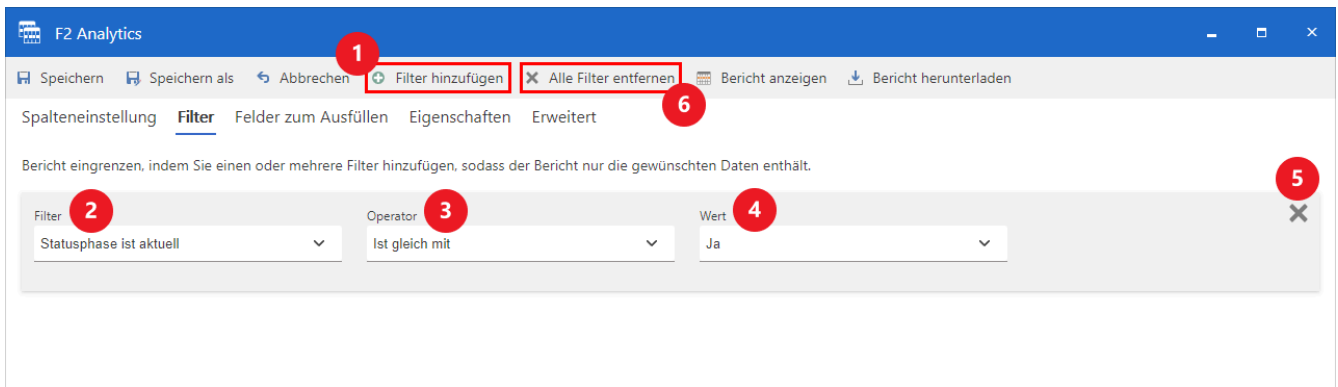 F2 Analytics
1
Speichern Speichern als Abbrechen Filter hinzufügen Alle Filter entfernen Bericht anzeigen Bericht herunterladen
6
Spalteneinstellung Filter Felder zum Ausfüllen Eigenschaften Erweitert
Bericht eingrenzen, indem Sie einen oder mehrere Filter hinzufügen, sodass der Bericht nur die gewünschten Daten enthält.
5
Filter 2 Operator 3 Wert 4
Statusphase ist aktuell Ist gleich mit Ja